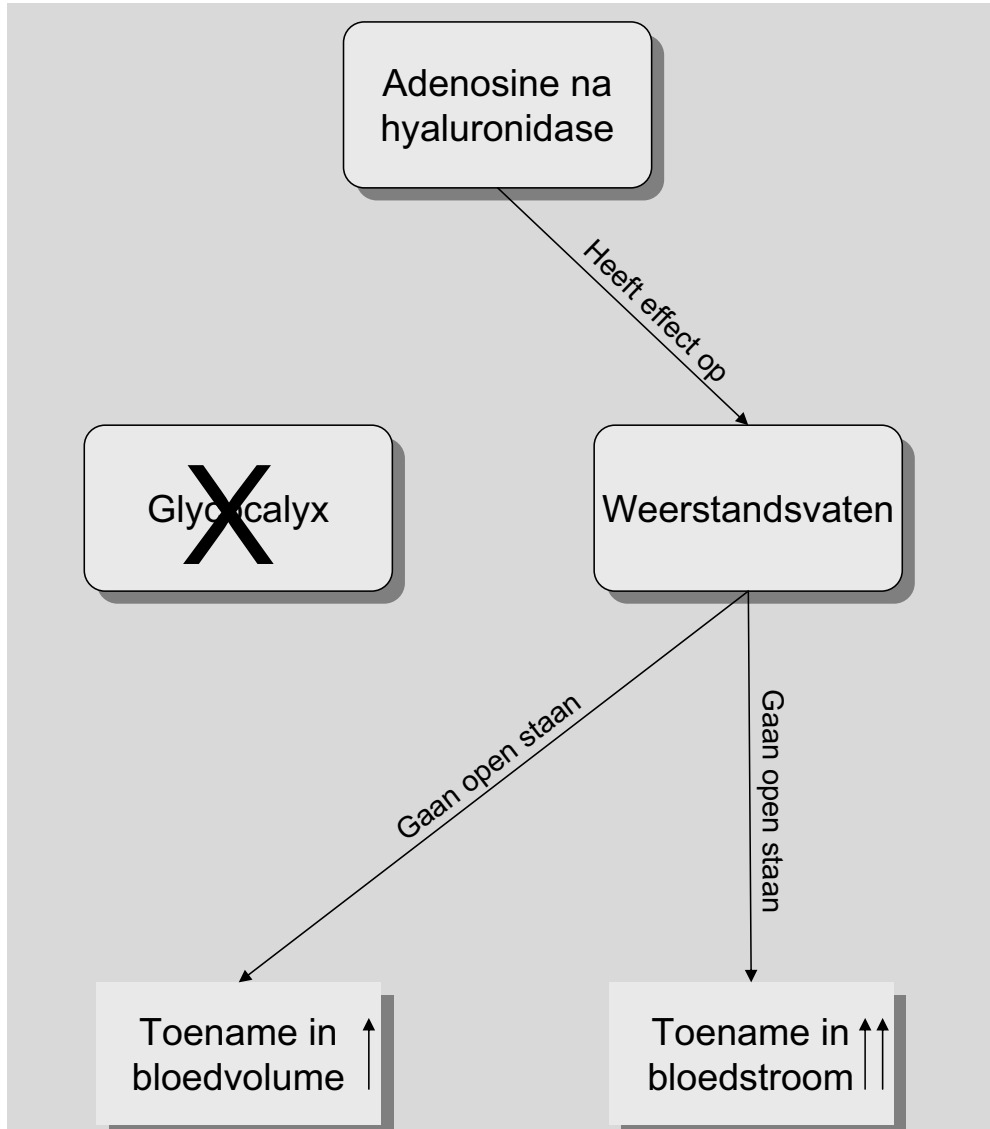 Adenosine na
hyaluronidase
Heeft effect op
Glycocalyx
X
Weerstandsvaten
Gaan open staan
Gaan open staan
Toename in
bloedvolume
Toename in
bloedstroom